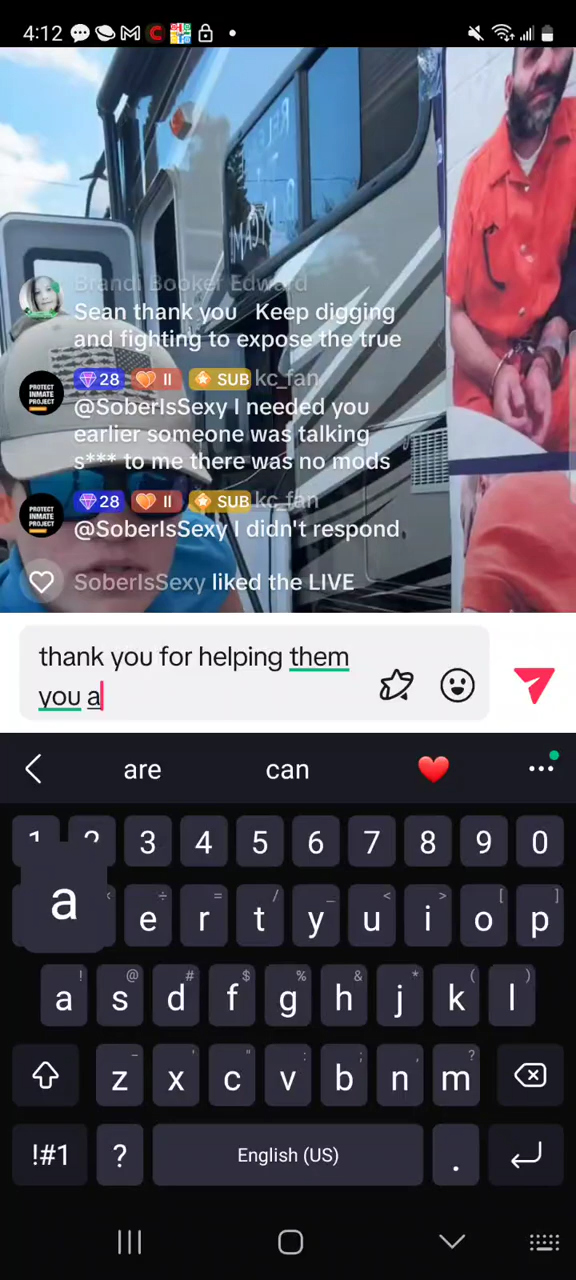 4:12
Brandi Booker Edward
Sean thank you Keep digging
and fighting to expose the true
PROTECT
INMATE
PROJECT
28 II SUB kc_fan
@SoberIsSexy I needed you
earlier someone was talking
s*** to me there was no mods
PROTECT
INMATE
PROJECT
28 II SUB kc_fan
@SoberIsSexy I didn't respond
SoberIsSexy liked the LIVE
thank you for helping them
you a
are can ❤️ ...
1 2 3 4 5 6 7 8 9 0
a
< ÷ = / _ < > [ ]
e r t y u i o p
! @ # $ % & * ( )
a s d f g h j k l
- ' " : ; , ?
z x c v b n m
!#1 ? English (US) .